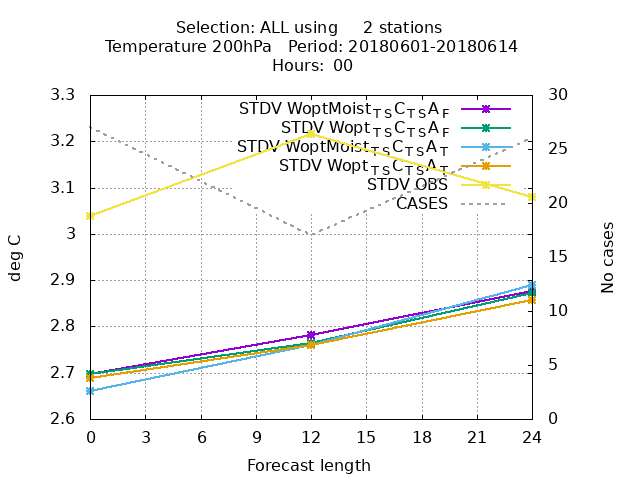 Selection: ALL using 2 stations
Temperature 200hPa Period: 20180601-20180614
Hours: 00
3.3
3.2
3.1
3
2.9
2.8
2.7
2.6
deg C
STDV WoptMoist_TS C_TS A_F
STDV Wopt_TS C_TS A_F
STDV WoptMoist_TS C_TS A_T
STDV Wopt_TS C_TS A_T
STDV OBS
CASES
30
25
20
15
10
5
0
No cases
0 3 6 9 12 15 18 21 24
Forecast length